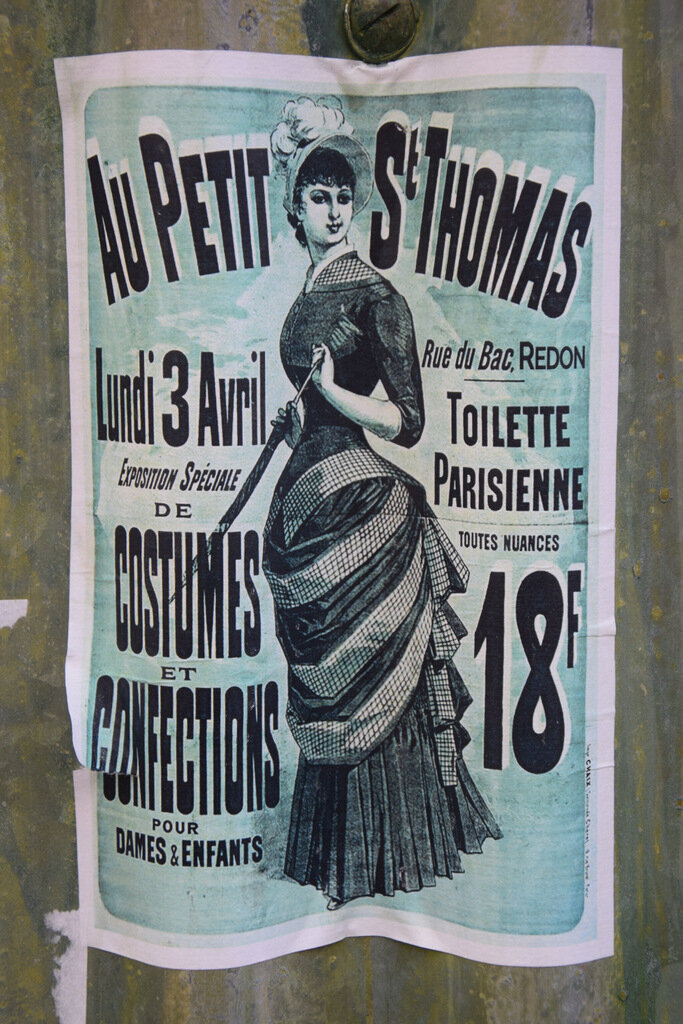 AU PETIT St THOMAS
Lundi 3 Avril
EXPOSITION SPÉCIALE
DE
COSTUMES
ET
CONFECTIONS
POUR
DAMES & ENFANTS
Rue du Bac, REDON
TOILETTE
PARISIENNE
TOUTES NUANCES
18F
CHAIX